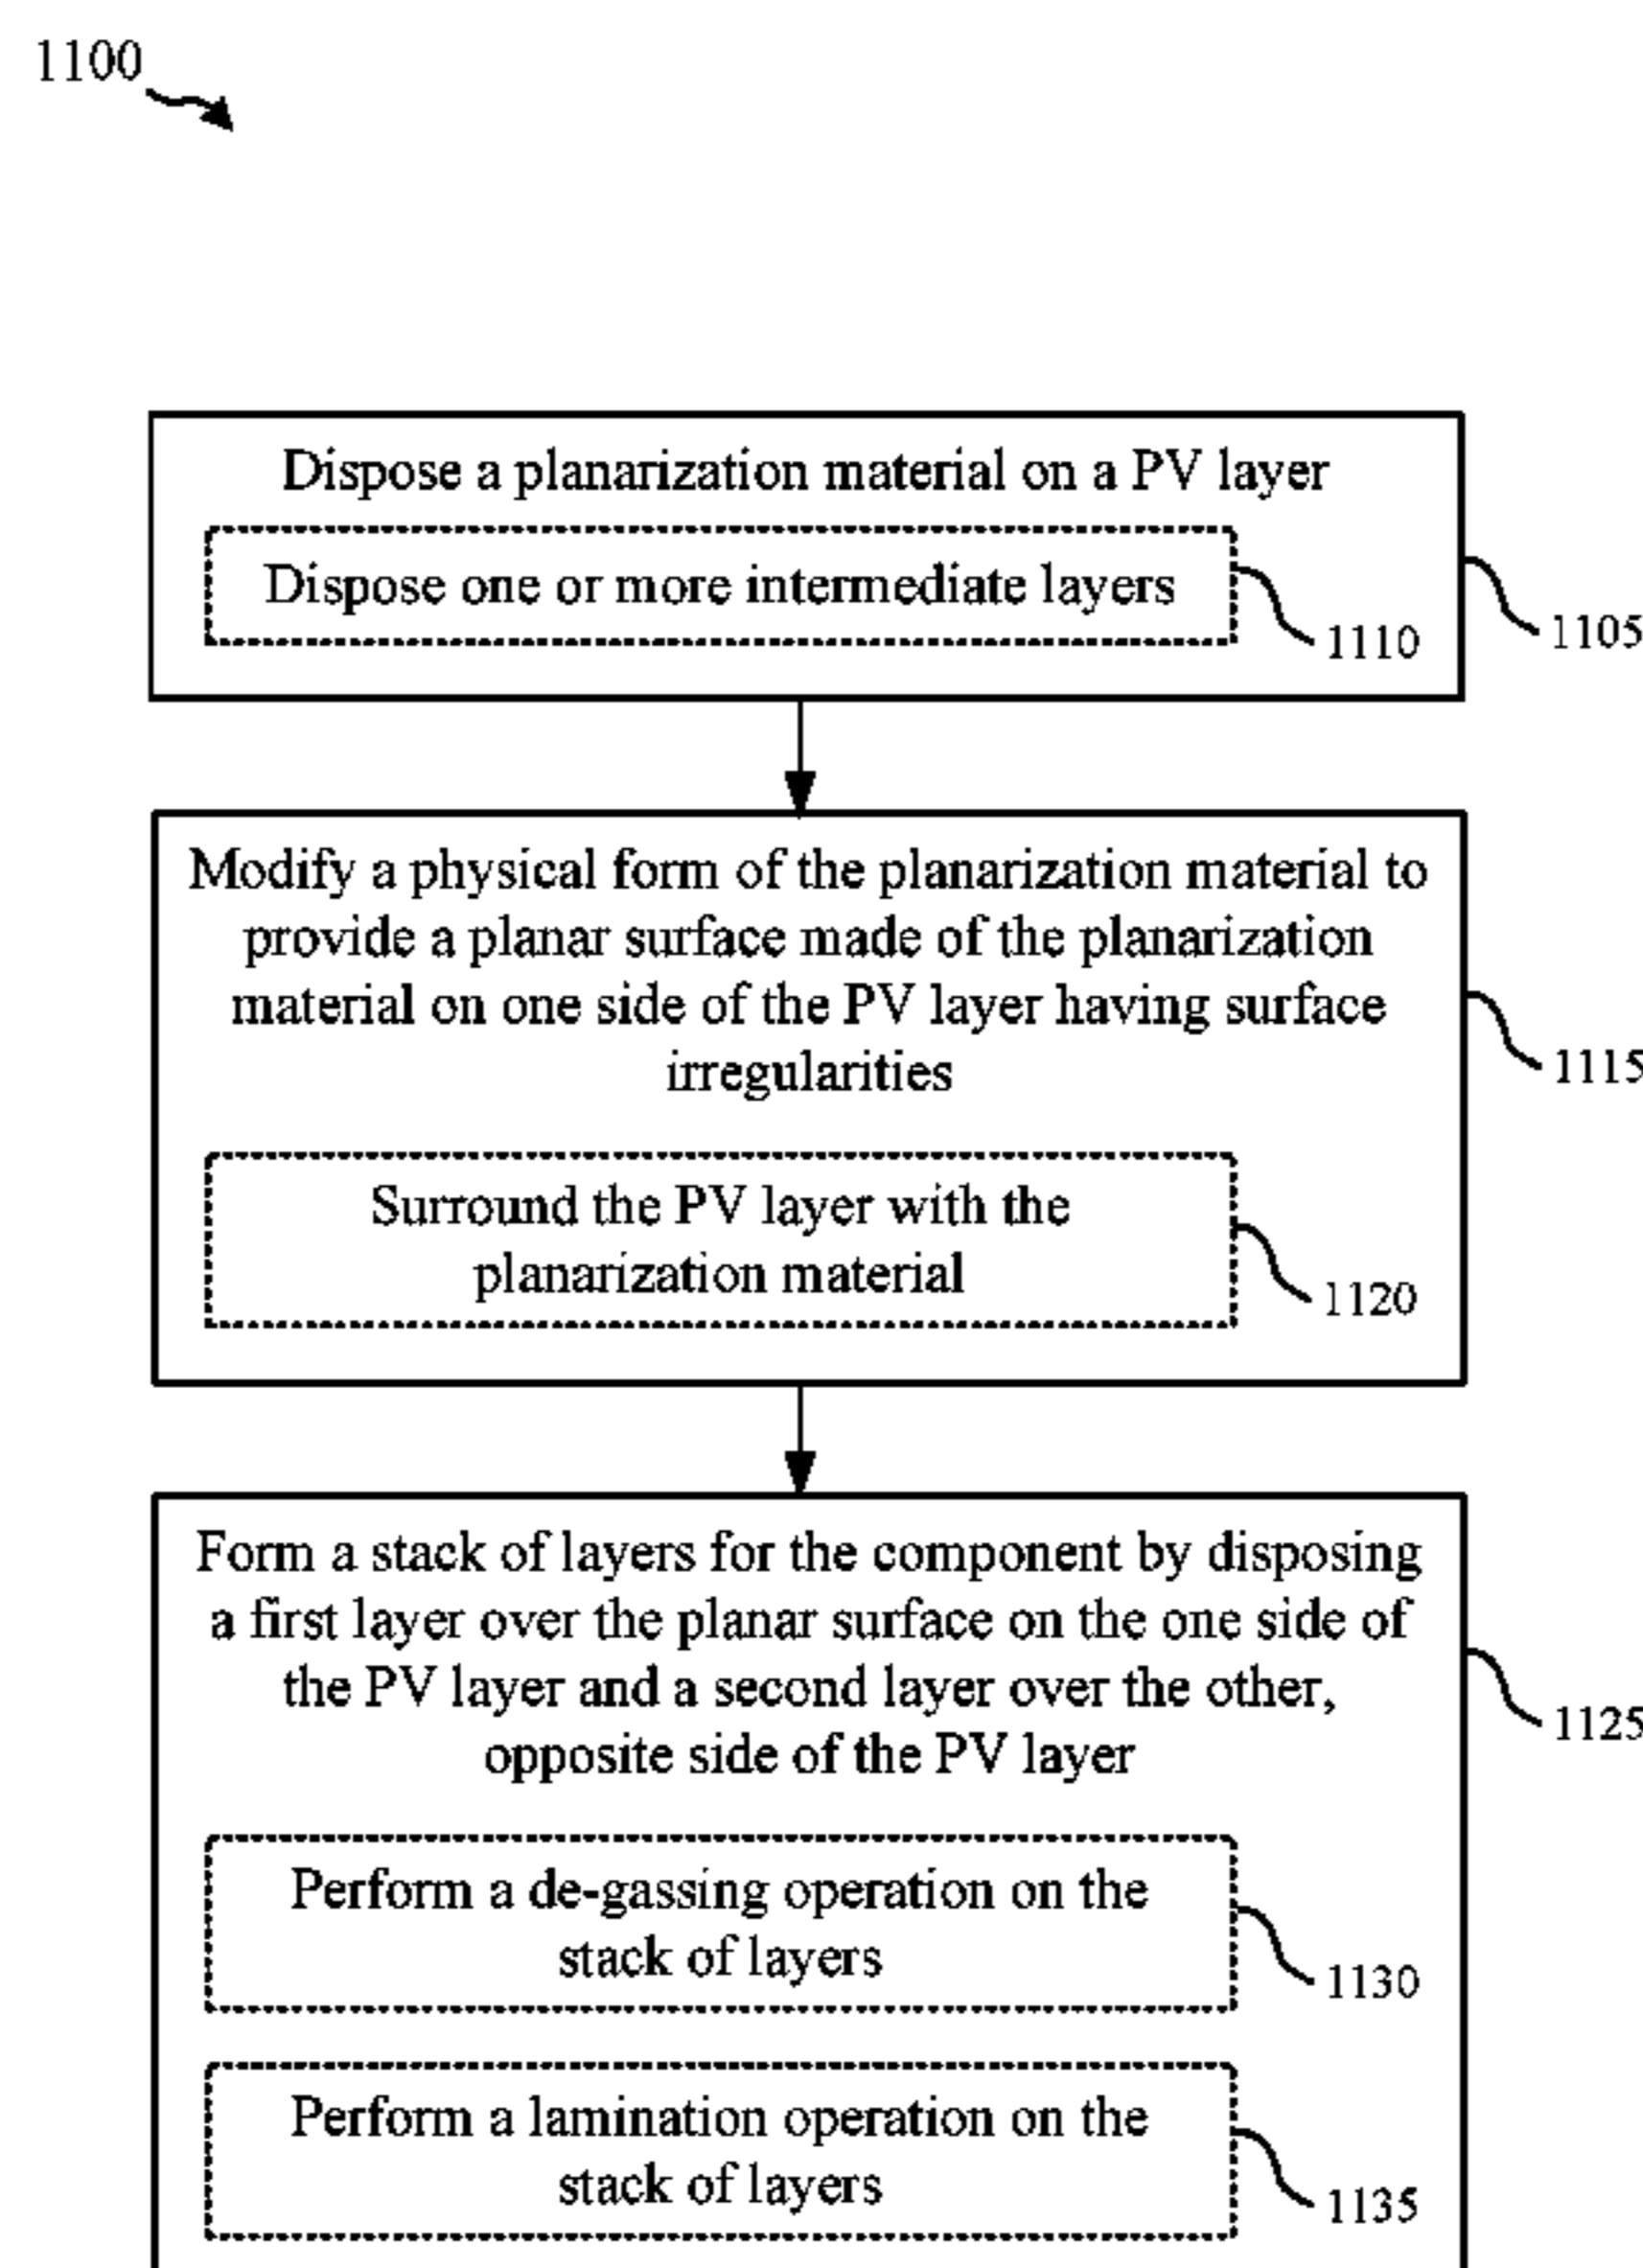 1100
Dispose a planarization material on a PV layer
Dispose one or more intermediate layers
1110
1105
Modify a physical form of the planarization material to
provide a planar surface made of the planarization
material on one side of the PV layer having surface
irregularities
1115
Surround the PV layer with the
planarization material
1120
Form a stack of layers for the component by disposing
a first layer over the planar surface on the one side of
the PV layer and a second layer over the other,
opposite side of the PV layer
1125
Perform a de-gassing operation on the
stack of layers
1130
Perform a lamination operation on the
stack of layers
1135